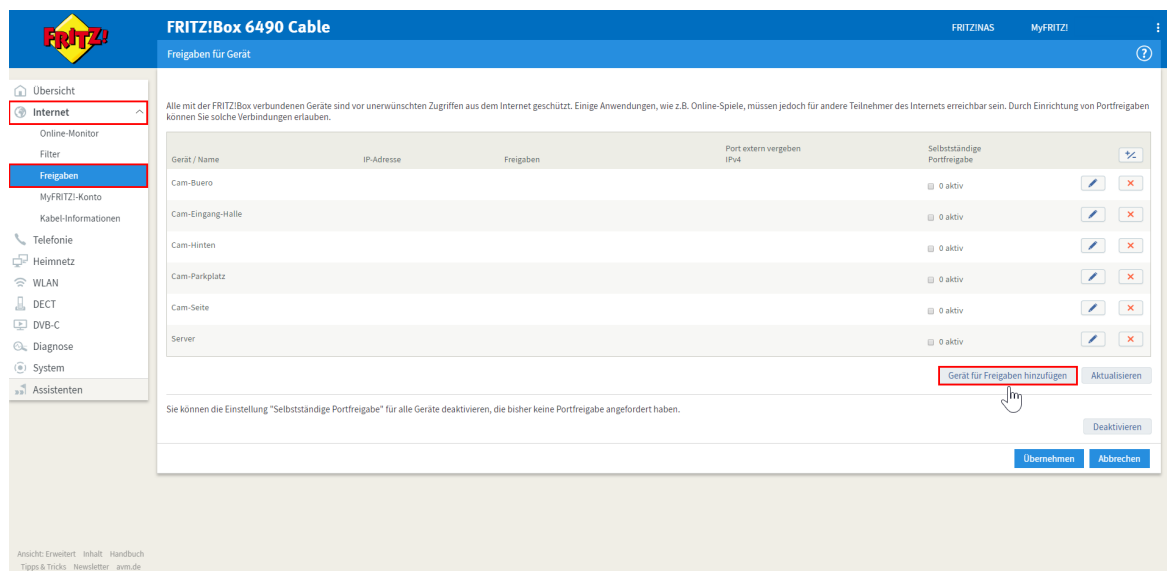 FRITZ!
FRITZ!Box 6490 Cable
FRITZ!NAS
MyFRITZ!
Freigaben für Gerät
Übersicht
Internet
Online-Monitor
Filter
Freigaben
MyFRITZ!-Konto
Kabel-Informationen
Telefonie
Heimnetz
WLAN
DECT
DVB-C
Diagnose
System
Assistenten
Alle mit der FRITZ!Box verbundenen Geräte sind vor unerwünschten Zugriffen aus dem Internet geschützt. Einige Anwendungen, wie z.B. Online-Spiele, müssen jedoch für andere Teilnehmer des Internets erreichbar sein. Durch Einrichtung von Portfreigaben
können Sie solche Verbindungen erlauben.
Gerät / Name IP-Adresse Freigaben Port extern vergeben IPv4 Selbstständige Portfreigabe
Cam-Buero 0 aktiv
Cam-Eingang-Halle 0 aktiv
Cam-Hinten 0 aktiv
Cam-Parkplatz 0 aktiv
Cam-Seite 0 aktiv
Server 0 aktiv
Gerät für Freigaben hinzufügen Aktualisieren
Sie können die Einstellung "Selbstständige Portfreigabe" für alle Geräte deaktivieren, die bisher keine Portfreigabe angefordert haben.
Deaktivieren
Übernehmen Abbrechen
Ansicht: Erweitert Inhalt Handbuch
Tipps & Tricks Newsletter avm.de